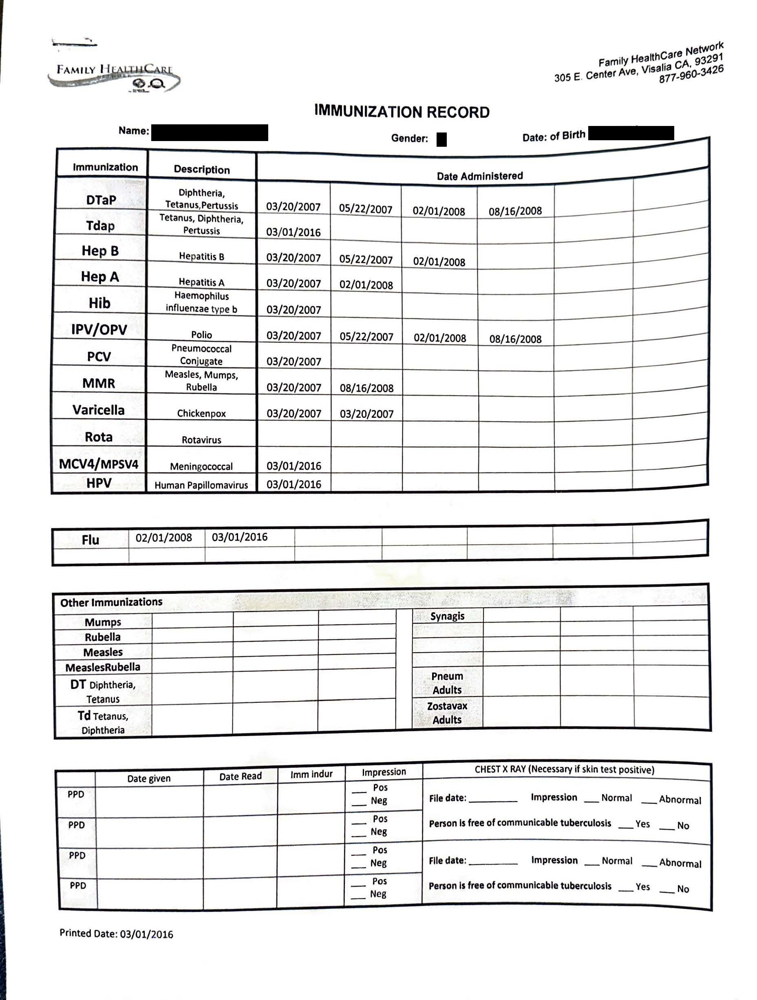 FAMILY HEALTHCARE
NETWORK
Family HealthCare Network
305 E. Center Ave, Visalia CA, 93291
877-960-3426
IMMUNIZATION RECORD
Name: Gender: Date: of Birth
Immunization Description Date Administered
DTaP Diphtheria, Tetanus,Pertussis 03/20/2007 05/22/2007 02/01/2008 08/16/2008
Tdap Tetanus, Diphtheria, Pertussis 03/01/2016
Hep B Hepatitis B 03/20/2007 05/22/2007 02/01/2008
Hep A Hepatitis A 03/20/2007 02/01/2008
Hib Haemophilus influenzae type b 03/20/2007
IPV/OPV Polio 03/20/2007 05/22/2007 02/01/2008 08/16/2008
PCV Pneumococcal Conjugate 03/20/2007
MMR Measles, Mumps, Rubella 03/20/2007 08/16/2008
Varicella Chickenpox 03/20/2007 03/20/2007
Rota Rotavirus
MCV4/MPSV4 Meningococcal 03/01/2016
HPV Human Papillomavirus 03/01/2016
Flu 02/01/2008 03/01/2016
Other Immunizations
Mumps Synagis
Rubella
Measles
MeaslesRubella
DT Diphtheria, Tetanus Pneum Adults
Td Tetanus, Diphtheria Zostavax Adults
Date given Date Read Imm indur Impression CHEST X RAY (Necessary if skin test positive)
PPD __ Pos __ Neg File date: ________ Impression __ Normal __ Abnormal
PPD __ Pos __ Neg Person is free of communicable tuberculosis __ Yes __ No
PPD __ Pos __ Neg File date: ________ Impression __ Normal __ Abnormal
PPD __ Pos __ Neg Person is free of communicable tuberculosis __ Yes __ No
Printed Date: 03/01/2016